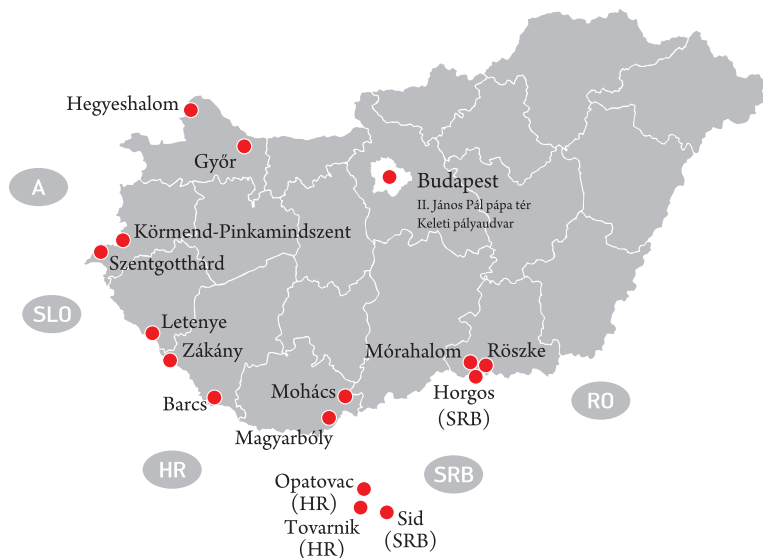 Hegyeshalom
Győr
A
Budapest
II. János Pál pápa tér
Keleti pályaudvar
Körmend-Pinkamindszent
Szentgotthárd
SLO
Letenye
Zákány
Mórahalom
Röszke
Barcs
Mohács
Horgos
(SRB)
RO
Magyarbóly
HR
SRB
Opatovac
(HR)
Tovarnik
(HR)
Sid
(SRB)